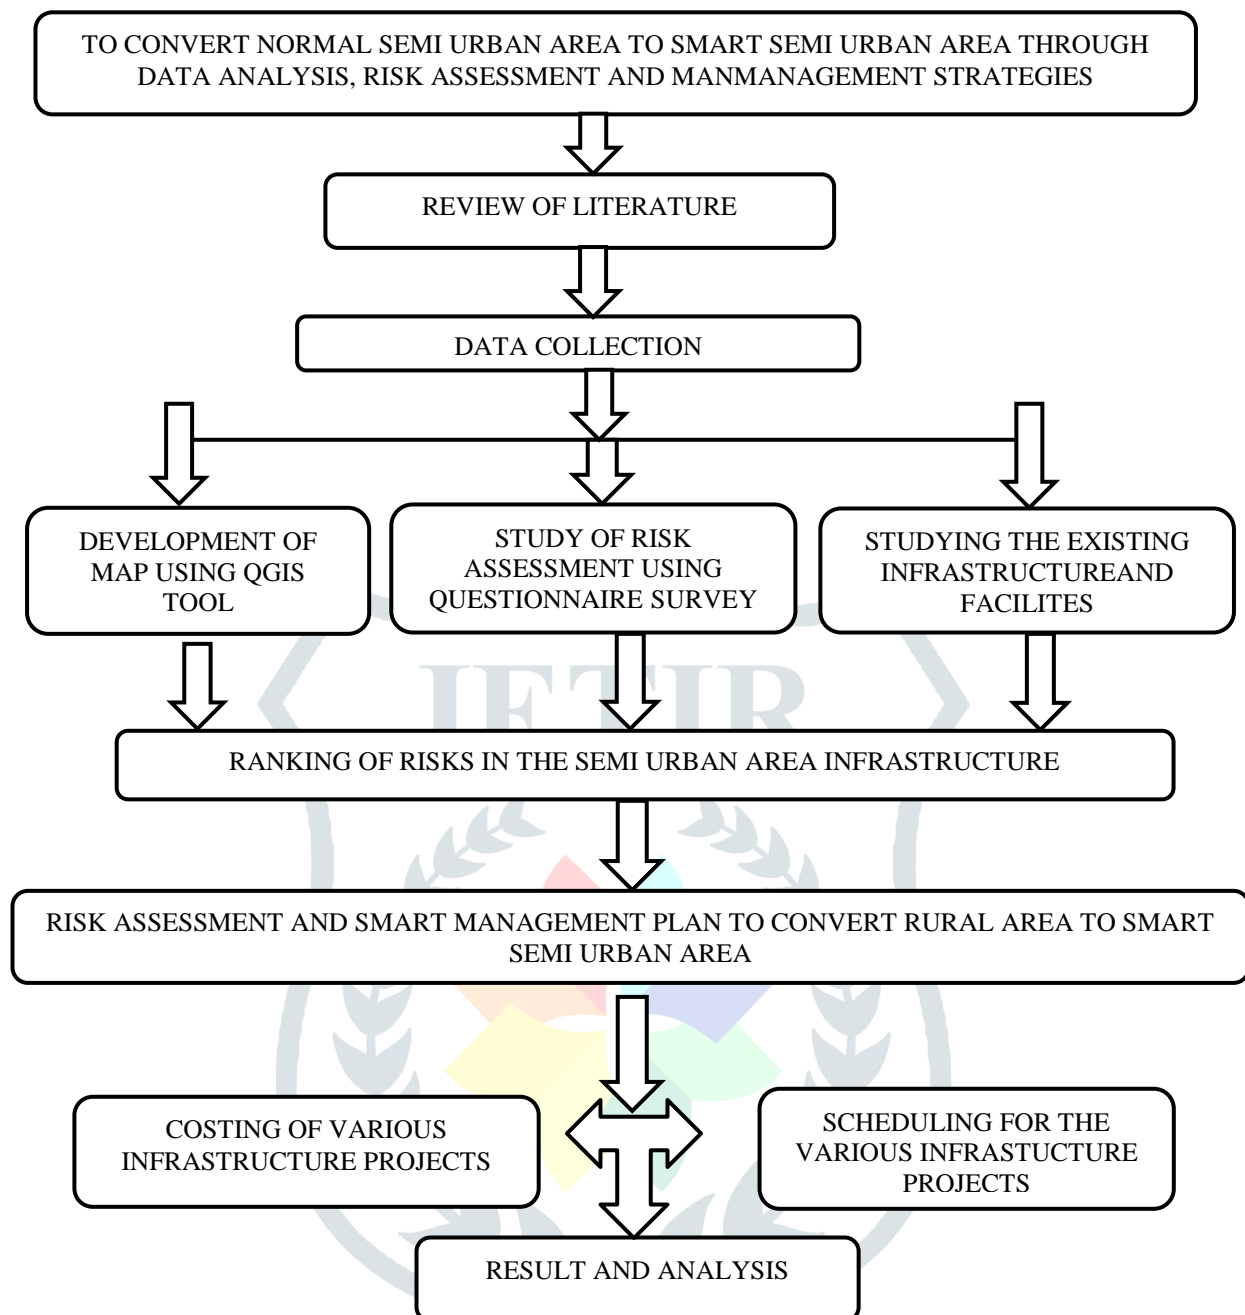 TO CONVERT NORMAL SEMI URBAN AREA TO SMART SEMI URBAN AREA THROUGH
DATA ANALYSIS, RISK ASSESSMENT AND MANMANAGEMENT STRATEGIES
REVIEW OF LITERATURE
DATA COLLECTION
DEVELOPMENT OF
MAP USING QGIS
TOOL
STUDY OF RISK
ASSESSMENT USING
QUESTIONNAIRE SURVEY
STUDYING THE EXISTING
INFRASTRUCTUREAND
FACILITES
JETIR
RANKING OF RISKS IN THE SEMI URBAN AREA INFRASTRUCTURE
RISK ASSESSMENT AND SMART MANAGEMENT PLAN TO CONVERT RURAL AREA TO SMART
SEMI URBAN AREA
COSTING OF VARIOUS
INFRASTRUCTURE PROJECTS
SCHEDULING FOR THE
VARIOUS INFRASTUCTURE
PROJECTS
RESULT AND ANALYSIS